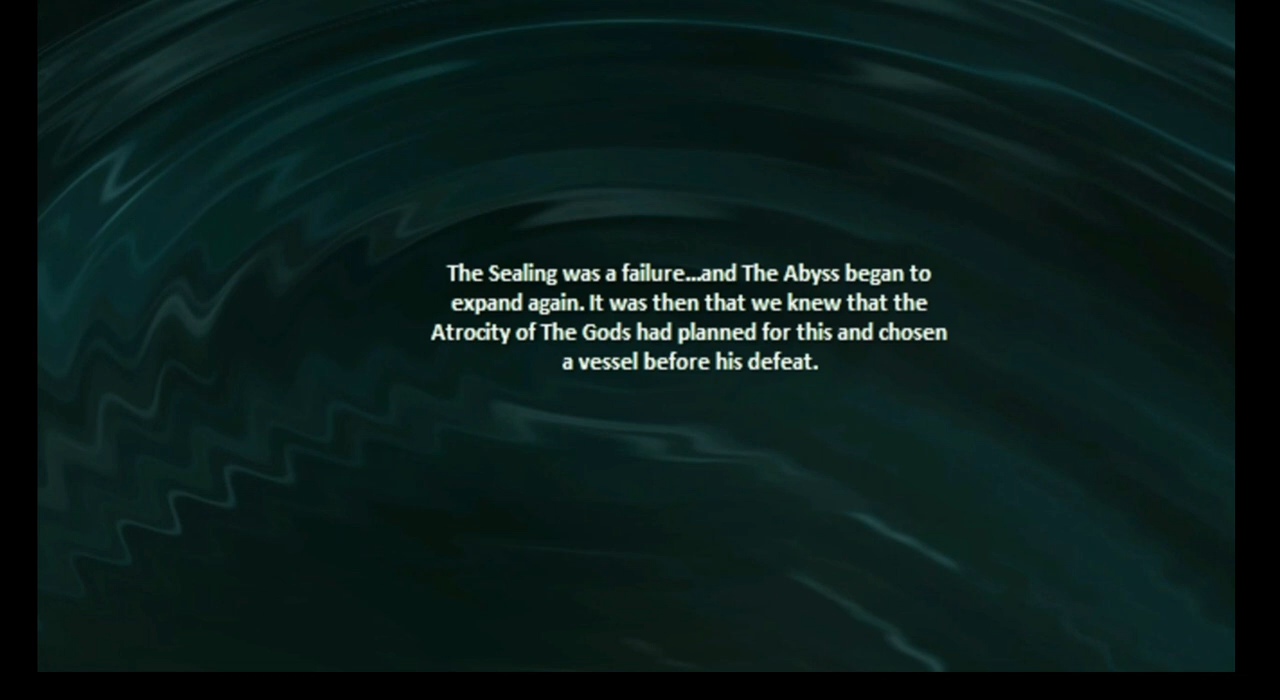 The Sealing was a failure...and The Abyss began to
expand again. It was then that we knew that the
Atrocity of The Gods had planned for this and chosen
a vessel before his defeat.